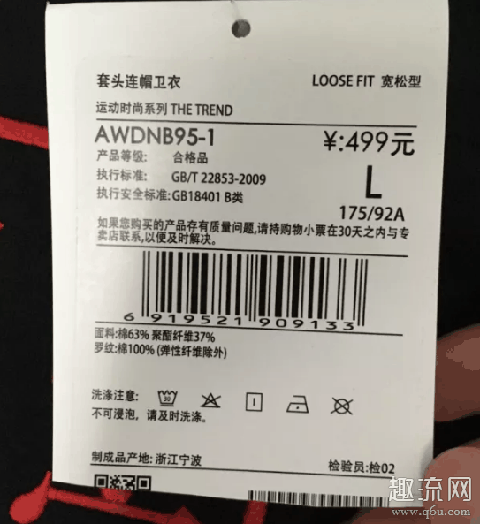 套头连帽卫衣 LOOSE FIT 宽松型
运动时尚系列 THE TREND
AWDNB95-1 ¥:499元
产品等级: 合格品
执行标准: GB/T 22853-2009 L
执行安全标准:GB18401 B类 175/92A
如果您购买的产品存有质量问题,请持购物小票在30天之内与专
卖店联系,以便及时解决。
6 919521 909133
面料:棉63% 聚酯纤维37%
罗纹:棉100% (弹性纤维除外)
洗涤注意: 30
不可浸泡，请及时洗涤。
制成品产地: 浙江宁波 检验员:检02
趣流网
www.q6u.com